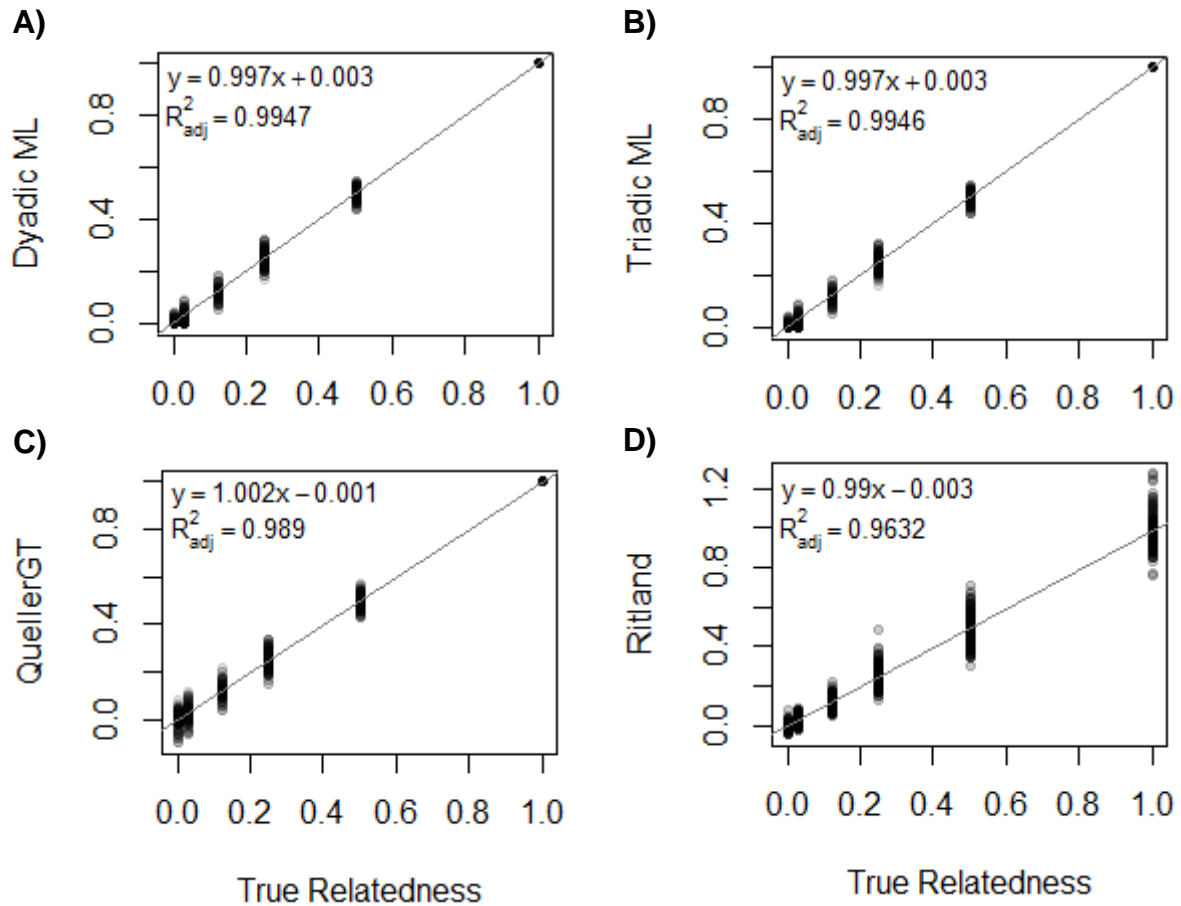 A)
y = 0.997x + 0.003
R²adj = 0.9947
Dyadic ML
0.0 0.4 0.8
0.0 0.2 0.4 0.6 0.8 1.0
B)
y = 0.997x + 0.003
R²adj = 0.9946
Triadic ML
0.0 0.4 0.8
0.0 0.2 0.4 0.6 0.8 1.0
C)
y = 1.002x − 0.001
R²adj = 0.989
QuellerGT
0.0 0.4 0.8
0.0 0.2 0.4 0.6 0.8 1.0
True Relatedness
D)
y = 0.99x − 0.003
R²adj = 0.9632
Ritland
0.0 0.4 0.8 1.2
0.0 0.2 0.4 0.6 0.8 1.0
True Relatedness